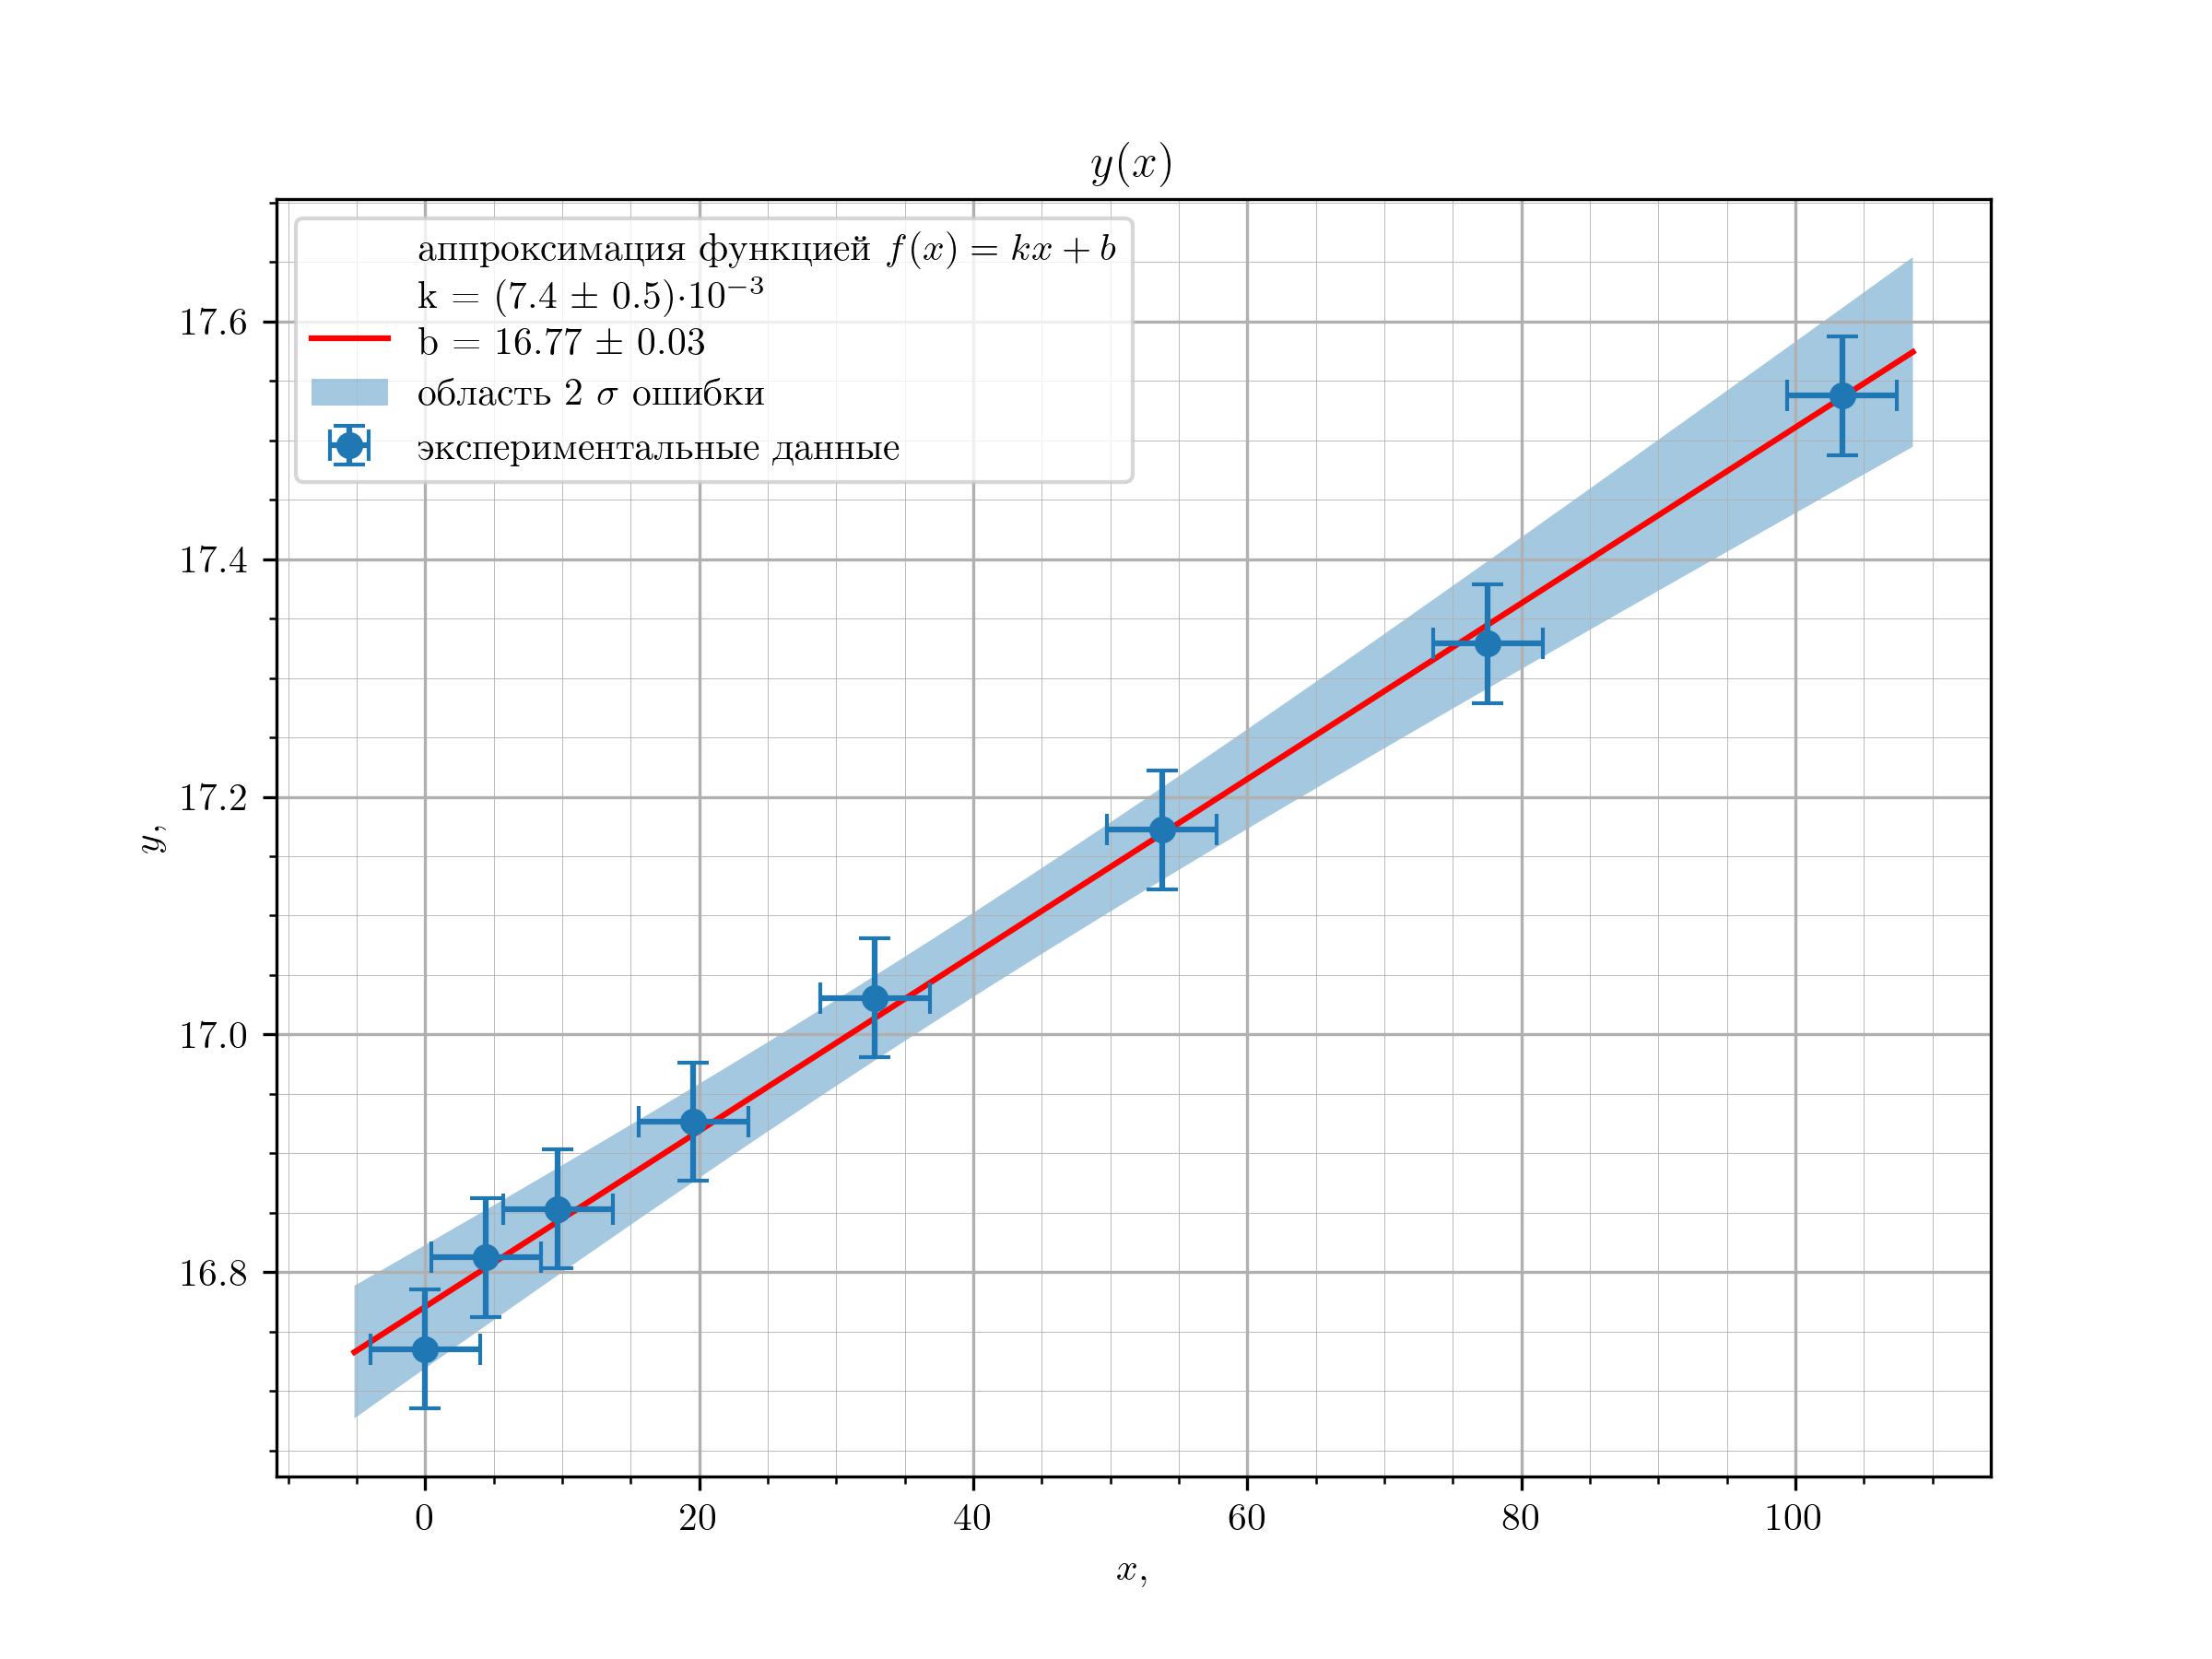 y(x)
аппроксимация функцией f(x) = kx + b
k = (7.4 ± 0.5)·10⁻³
b = 16.77 ± 0.03
область 2 σ ошибки
экспериментальные данные
17.6
17.4
17.2
17.0
16.8
y,
0 20 40 60 80 100
x,